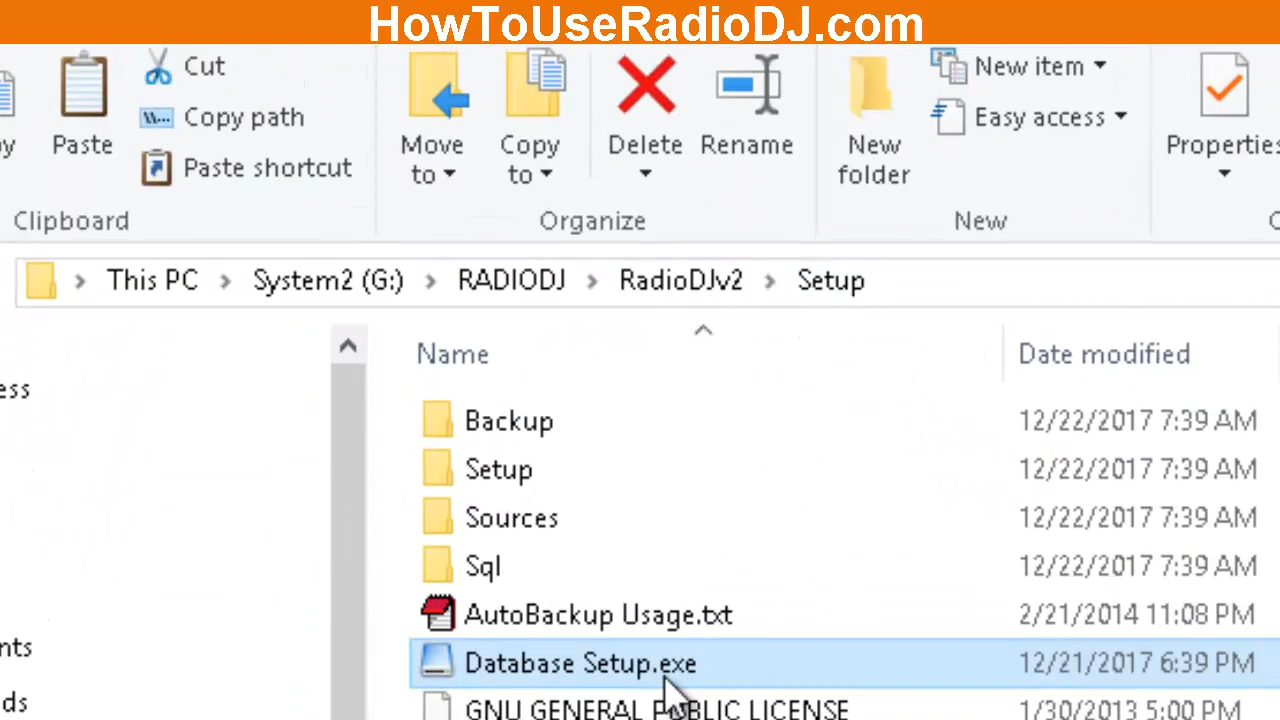 HowToUseRadioDJ.com
Cut
Copy path
Paste shortcut
Paste
Clipboard
Move to
Copy to
Delete
Rename
Organize
New folder
New item
Easy access
New
Properties
This PC > System2 (G:) > RADIODJ > RadioDJv2 > Setup
Name Date modified
Backup 12/22/2017 7:39 AM
Setup 12/22/2017 7:39 AM
Sources 12/22/2017 7:39 AM
Sql 12/22/2017 7:39 AM
AutoBackup Usage.txt 2/21/2014 11:08 PM
Database Setup.exe 12/21/2017 6:39 PM
GNU GENERAL PUBLIC LICENSE 1/30/2013 5:00 PM